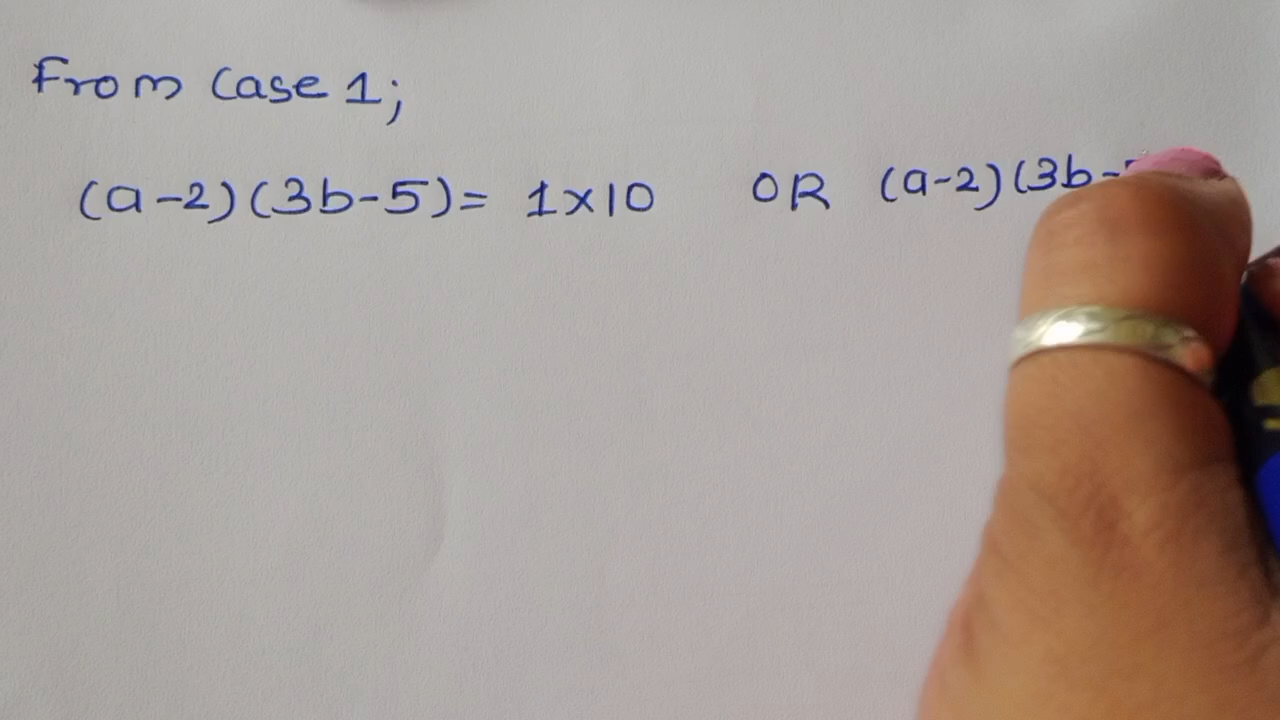 From Case 1;
(a-2)(3b-5)= 1x10 OR (a-2)(3b-